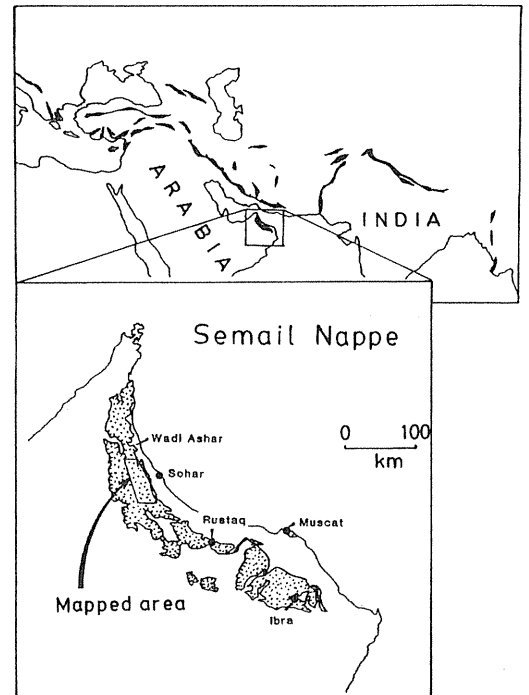 ARABIA
INDIA
Semail Nappe
0 100
km
Wadi Ashar
Sohar
Rustaq
Muscat
Mapped area
Ibra